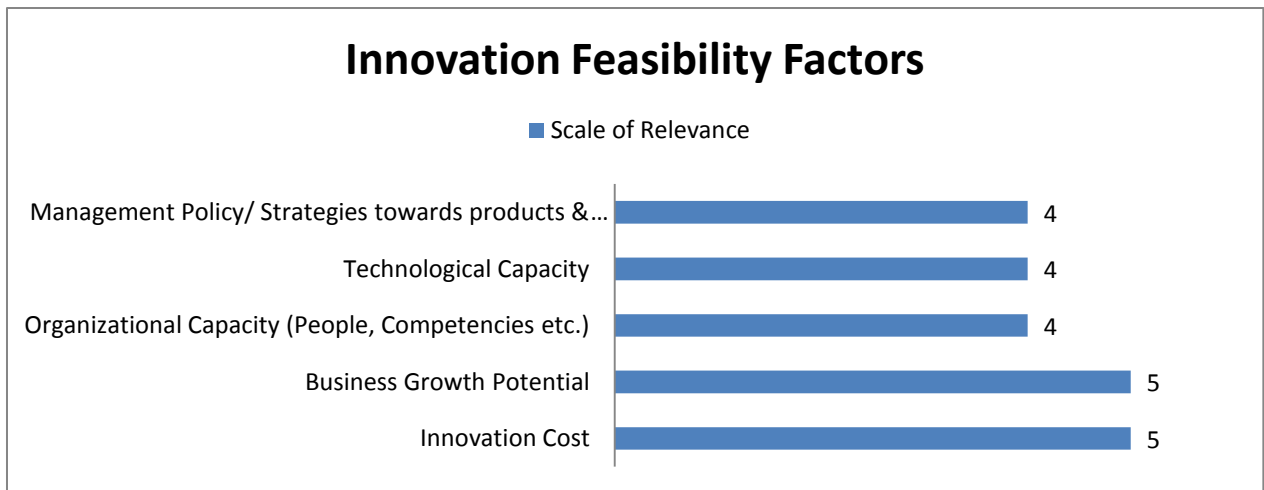 Innovation Feasibility Factors
Scale of Relevance
Management Policy/ Strategies towards products &… 4
Technological Capacity 4
Organizational Capacity (People, Competencies etc.) 4
Business Growth Potential 5
Innovation Cost 5